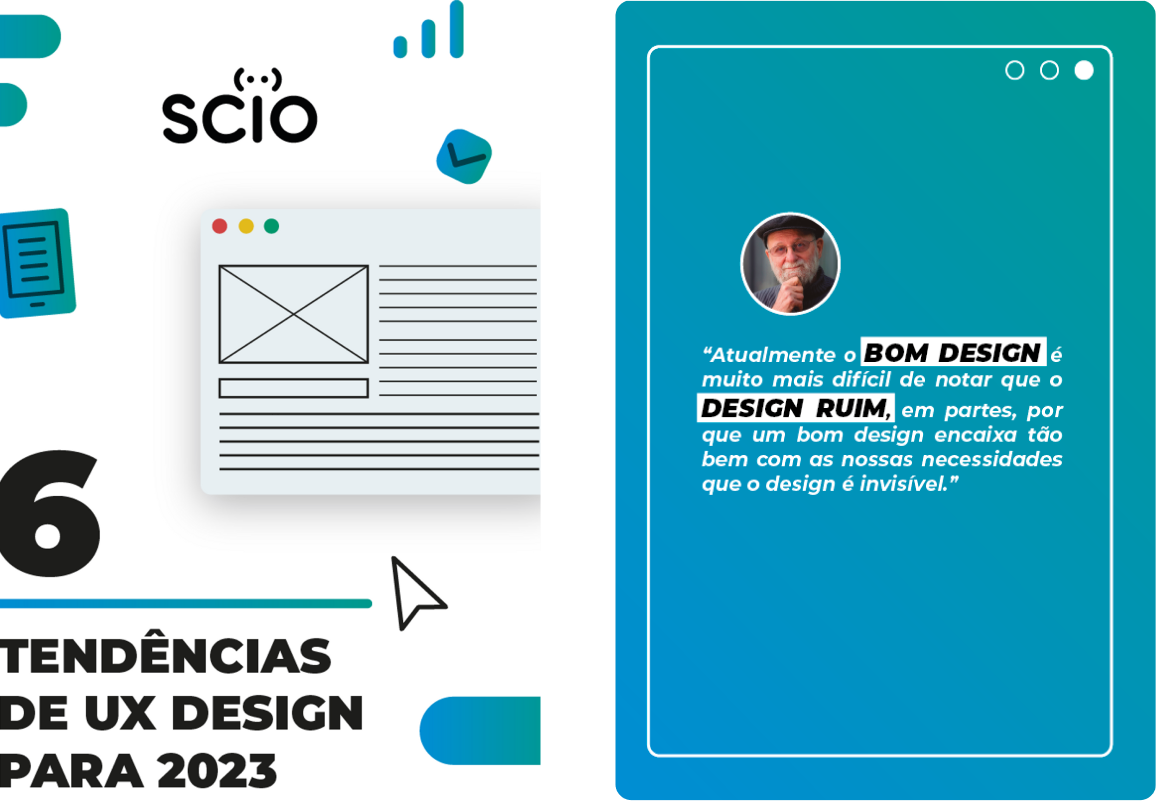 scio
6
TENDÊNCIAS
DE UX DESIGN
PARA 2023
“Atualmente o BOM DESIGN é
muito mais difícil de notar que o
DESIGN RUIM, em partes, por
que um bom design encaixa tão
bem com as nossas necessidades
que o design é invisível.”